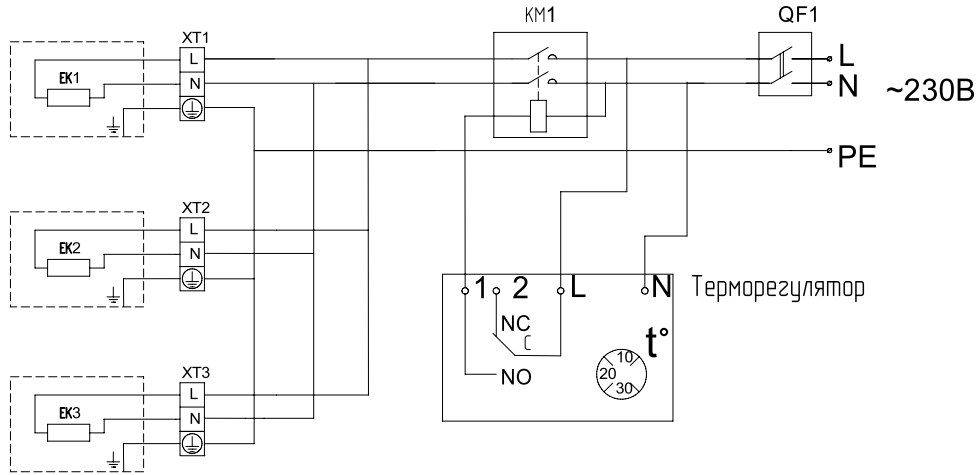 KM1
QF1
XT1
L
EK1
N
L
N
~230В
PE
XT2
L
EK2
N
1
2
L
N
Терморегулятор
NC
C
NO
t°
10
20
30
XT3
L
EK3
N